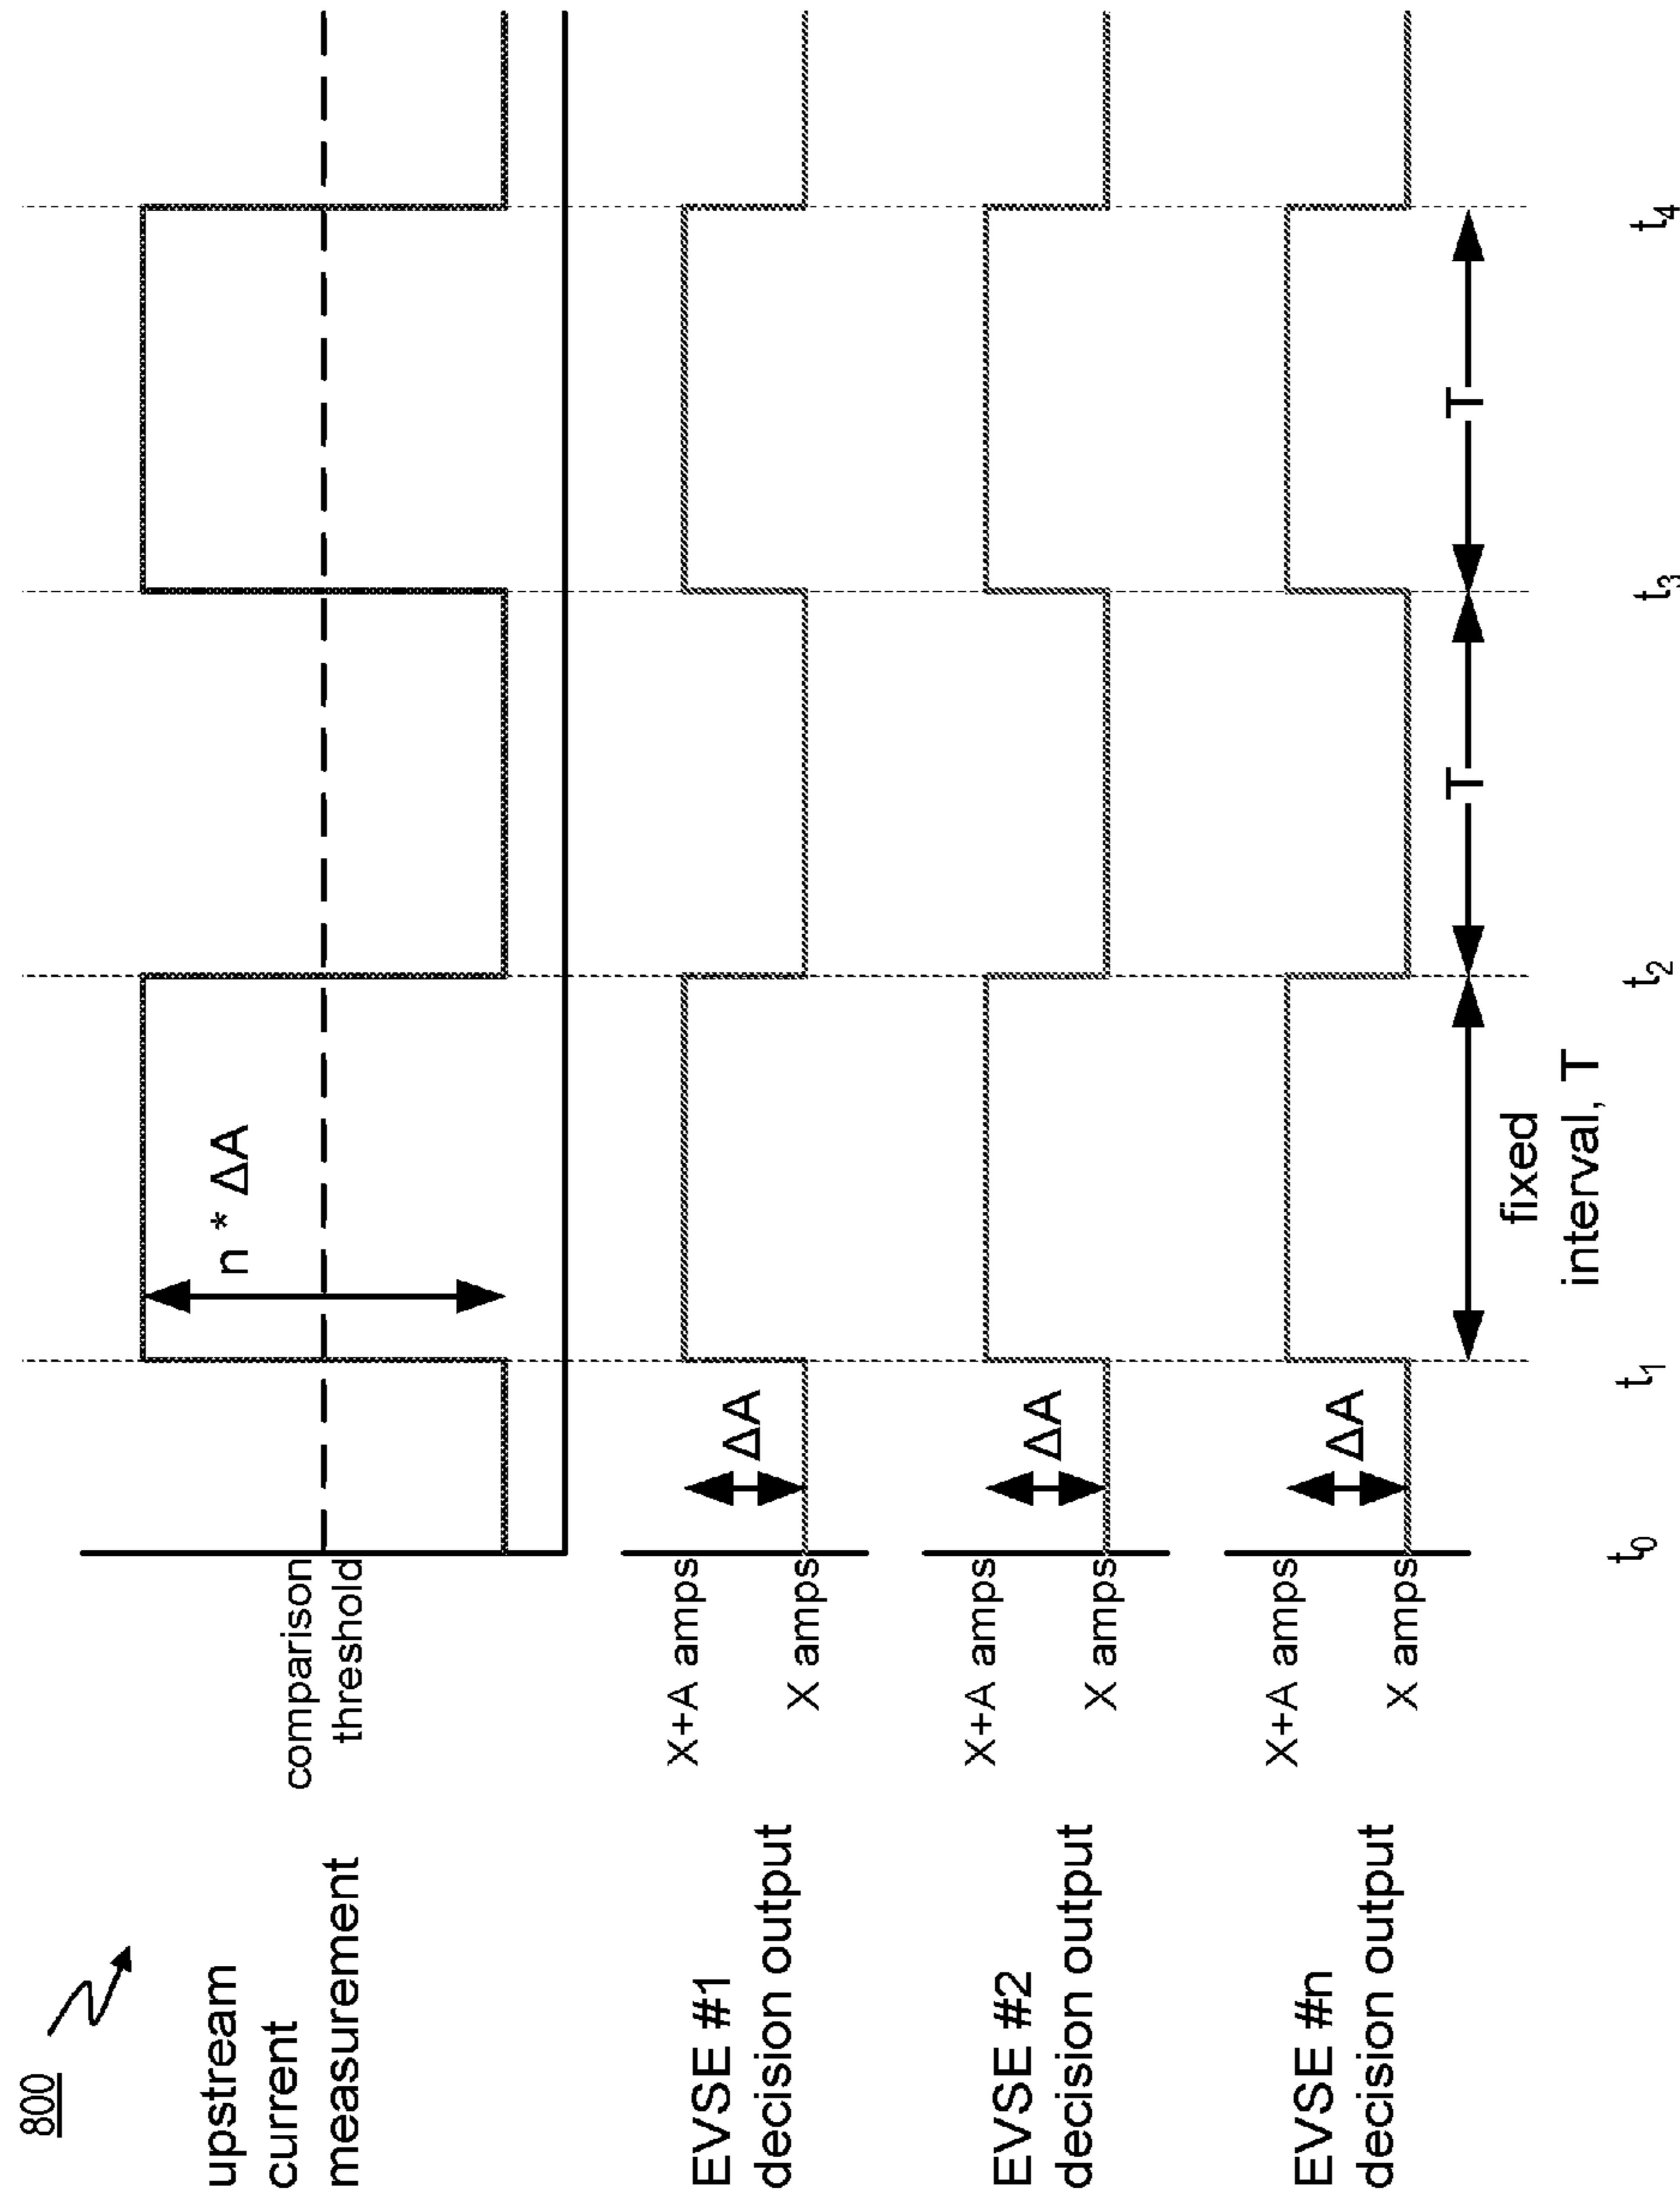 800
upstream
current
measurement
comparison
threshold
n * ΔA
EVSE #1
decision output
X+A amps
X amps
ΔA
EVSE #2
decision output
X+A amps
X amps
ΔA
EVSE #n
decision output
X+A amps
X amps
ΔA
fixed
interval, T
T
T
t0
t1
t2
t3
t4